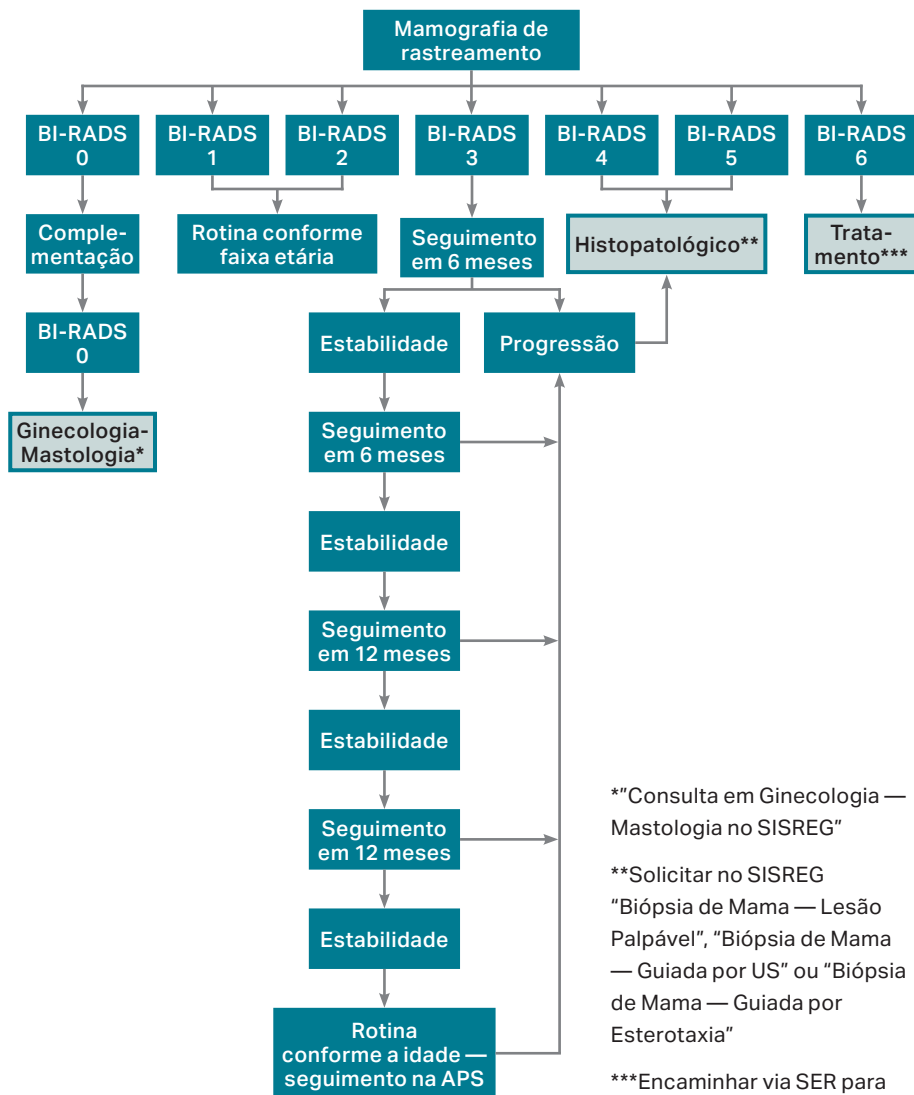 Mamografia de
rastreamento
BI-RADS
0
BI-RADS
1
BI-RADS
2
BI-RADS
3
BI-RADS
4
BI-RADS
5
BI-RADS
6
Comple-
mentação
Rotina conforme
faixa etária
Seguimento
em 6 meses
Histopatológico**
Trata-
mento***
BI-RADS
0
Estabilidade
Progressão
Ginecologia-
Mastologia*
Seguimento
em 6 meses
Estabilidade
Seguimento
em 12 meses
Estabilidade
Seguimento
em 12 meses
Estabilidade
Rotina
conforme a idade —
seguimento na APS
*"Consulta em Ginecologia —
Mastologia no SISREG"
**Solicitar no SISREG
"Biópsia de Mama — Lesão
Palpável", "Biópsia de Mama
— Guiada por US" ou "Biópsia
de Mama — Guiada por
Esterotaxia"
***Encaminhar via SER para